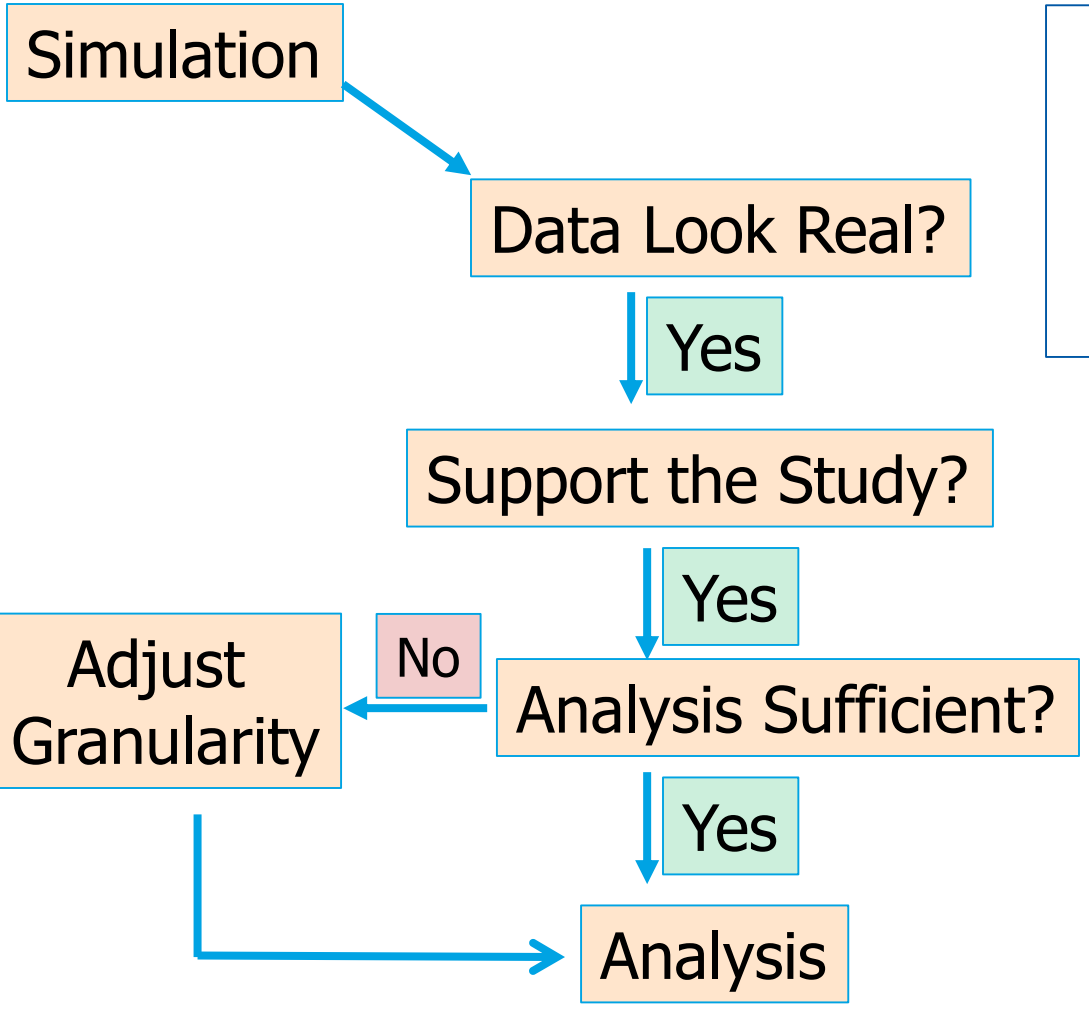 Simulation
Data Look Real?
Yes
Support the Study?
Yes
Adjust
Granularity
No
Analysis Sufficient?
Yes
Analysis